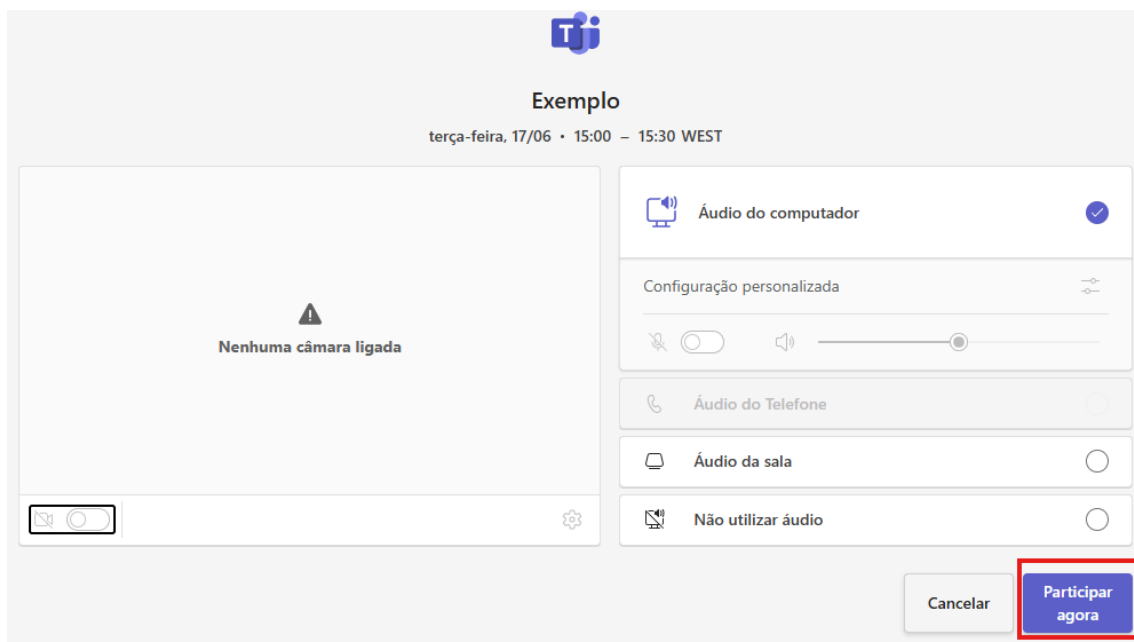 Exemplo
terça-feira, 17/06 • 15:00 – 15:30 WEST
Nenhuma câmara ligada
Áudio do computador
Configuração personalizada
Áudio do Telefone
Áudio da sala
Não utilizar áudio
Cancelar
Participar
agora